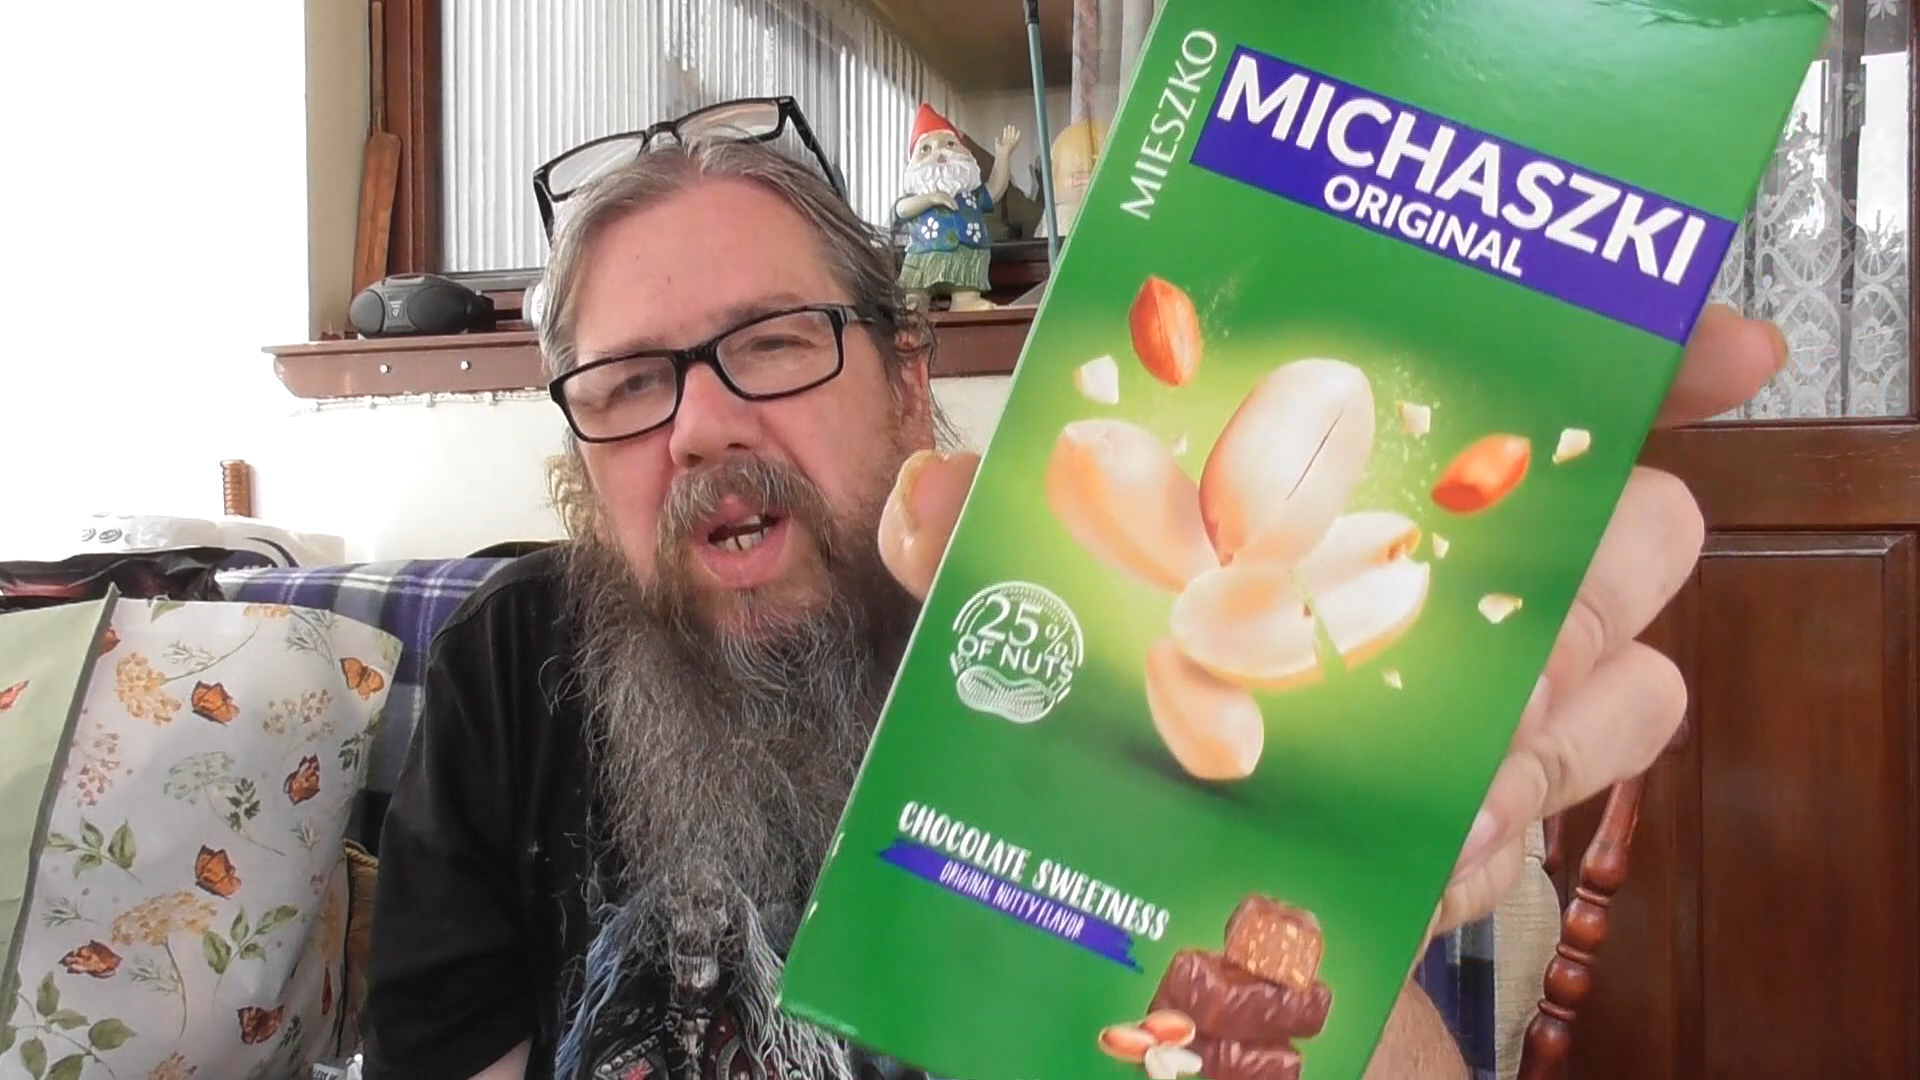 MIESZKO
MICHASZKI
ORIGINAL
25%
OF NUTS
CHOCOLATE SWEETNESS
ORIGINAL NUTTY FLAVOR